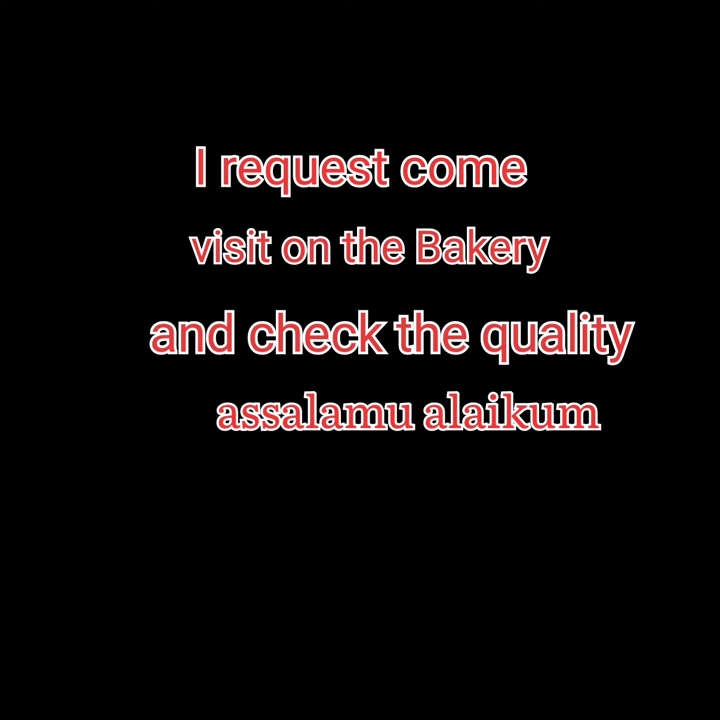 I request come
visit on the Bakery
and check the quality
assalamu alaikum